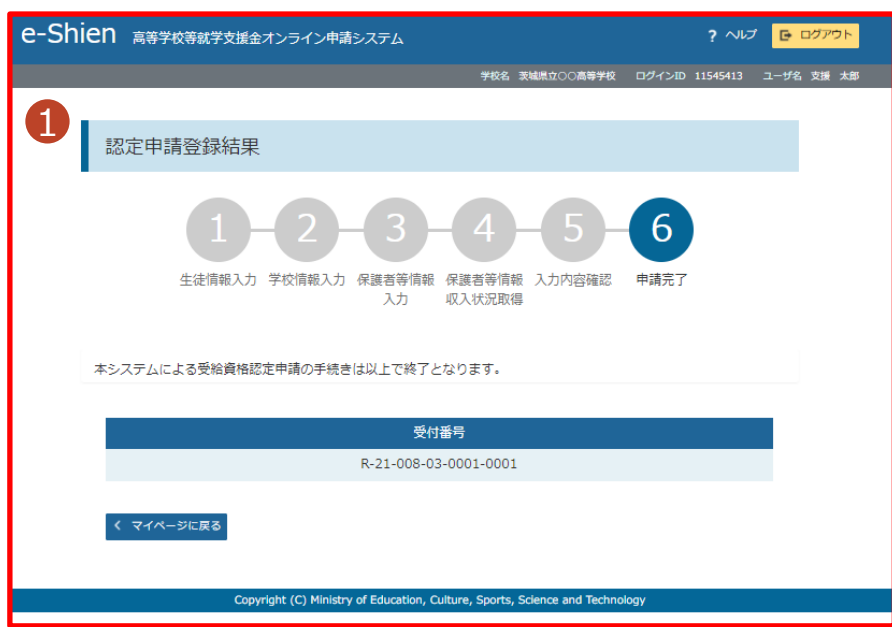 e-Shien 高等学校等就学支援金オンライン申請システム ? ヘルプ ログアウト
学校名 茨城県立○○高等学校 ログインID 11545413 ユーザ名 支援 太郎
1
認定申請登録結果
1 2 3 4 5 6
生徒情報入力 学校情報入力 保護者等情報 保護者等情報 入力内容確認 申請完了
入力 収入状況取得
本システムによる受給資格認定申請の手続きは以上で終了となります。
受付番号
R-21-008-03-0001-0001
マイページに戻る
Copyright (C) Ministry of Education, Culture, Sports, Science and Technology